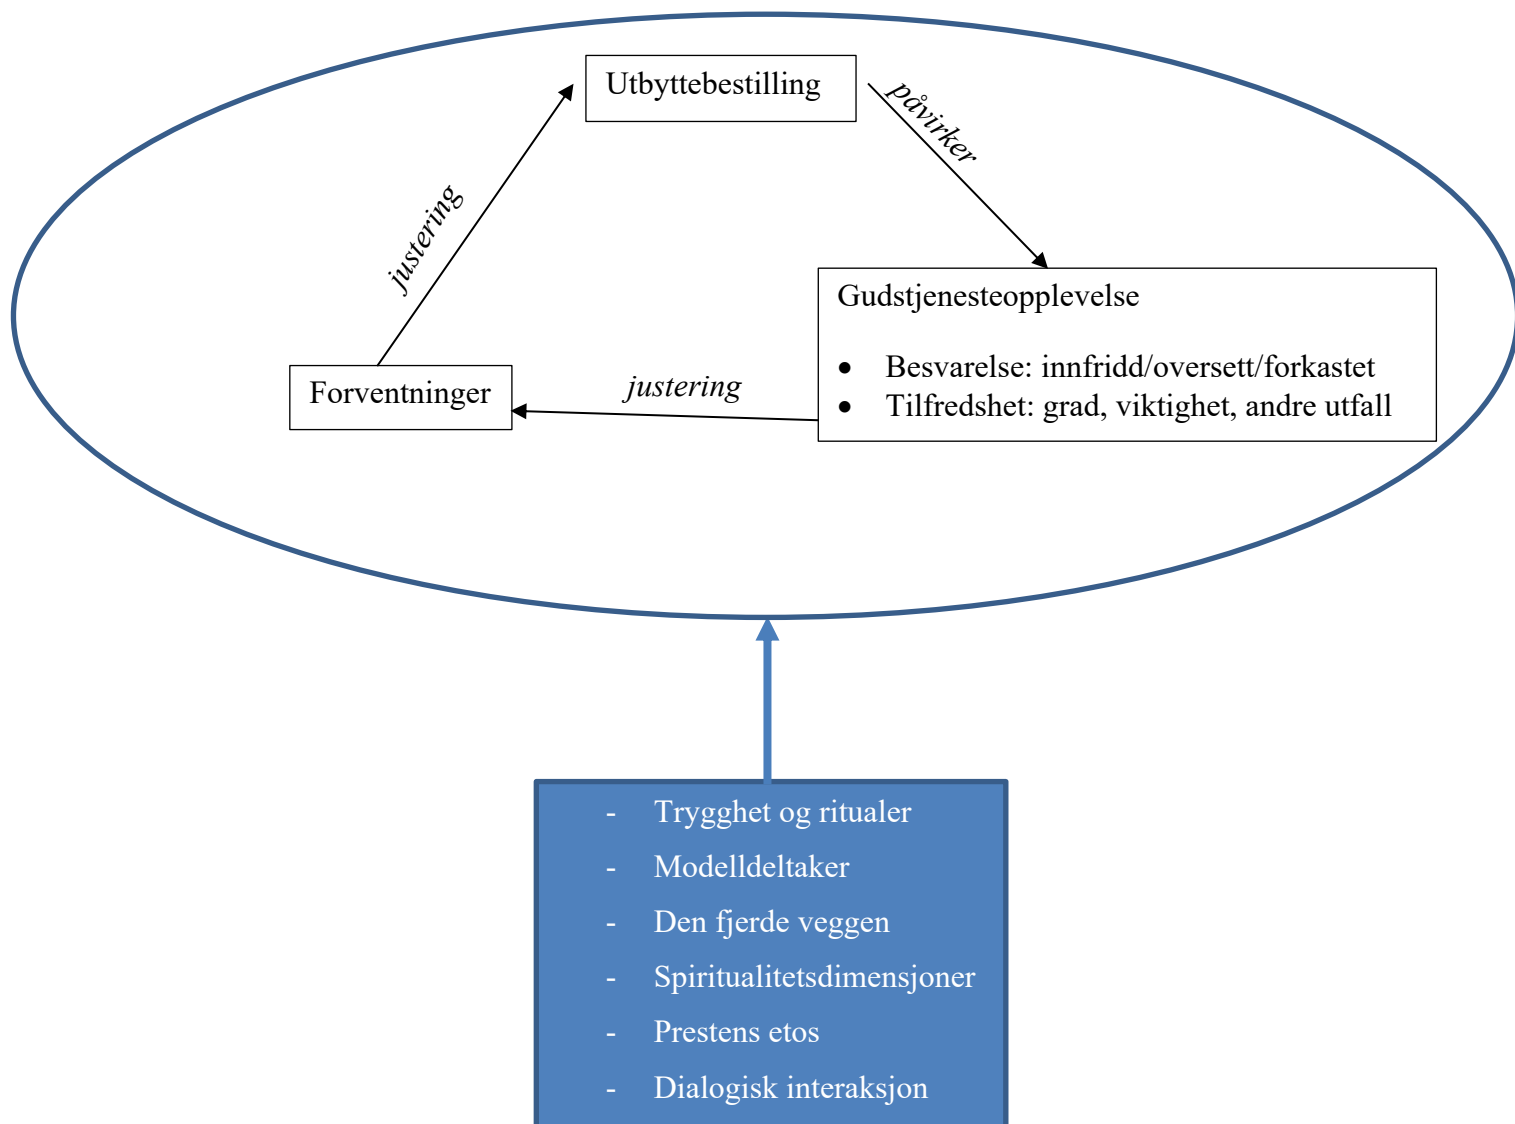 Utbyttebestilling
påvirker
justering
Gudstjenesteopplevelse
● Besvarelse: innfridd/oversett/forkastet
● Tilfredshet: grad, viktighet, andre utfall
Forventninger
justering
- Trygghet og ritualer
- Modelldeltaker
- Den fjerde veggen
- Spiritualitetsdimensjoner
- Prestens etos
- Dialogisk interaksjon